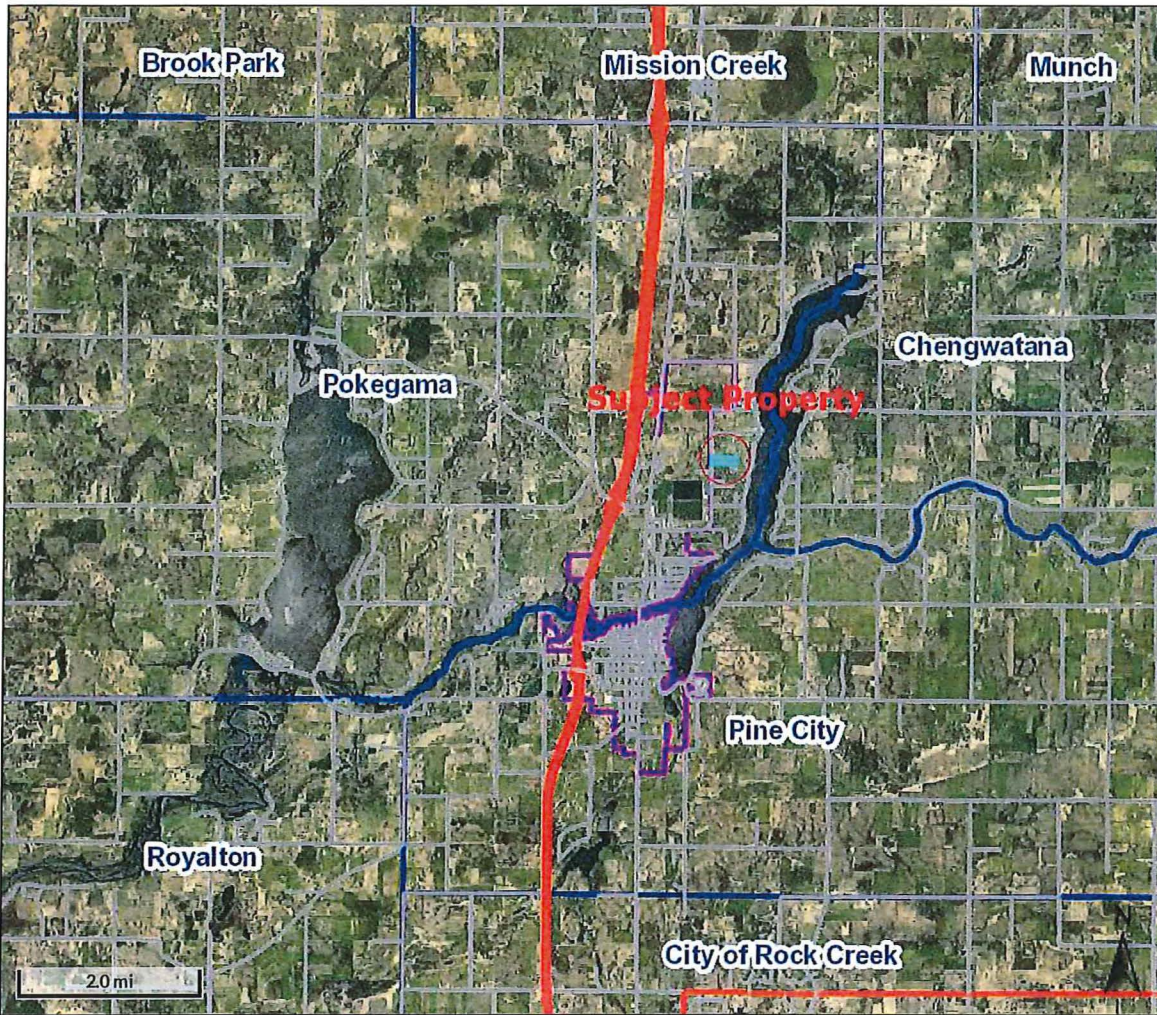 Brook Park
Mission Creek
Munch
Chengwatana
Pokegama
Subject Property
Pine City
Royalton
City of Rock Creek
2.0 mi
N